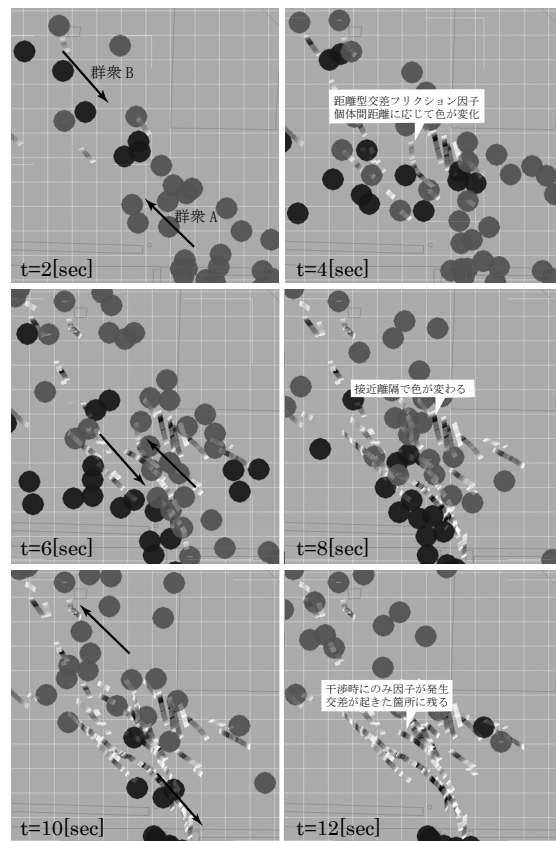 群衆 B
群衆 A
t=2[sec]
距離型交差フリクション因子
個体間距離に応じて色が変化
t=4[sec]
t=6[sec]
接近離隔で色が変わる
t=8[sec]
t=10[sec]
干渉時にのみ因子が発生
交差が起きた箇所に残る
t=12[sec]